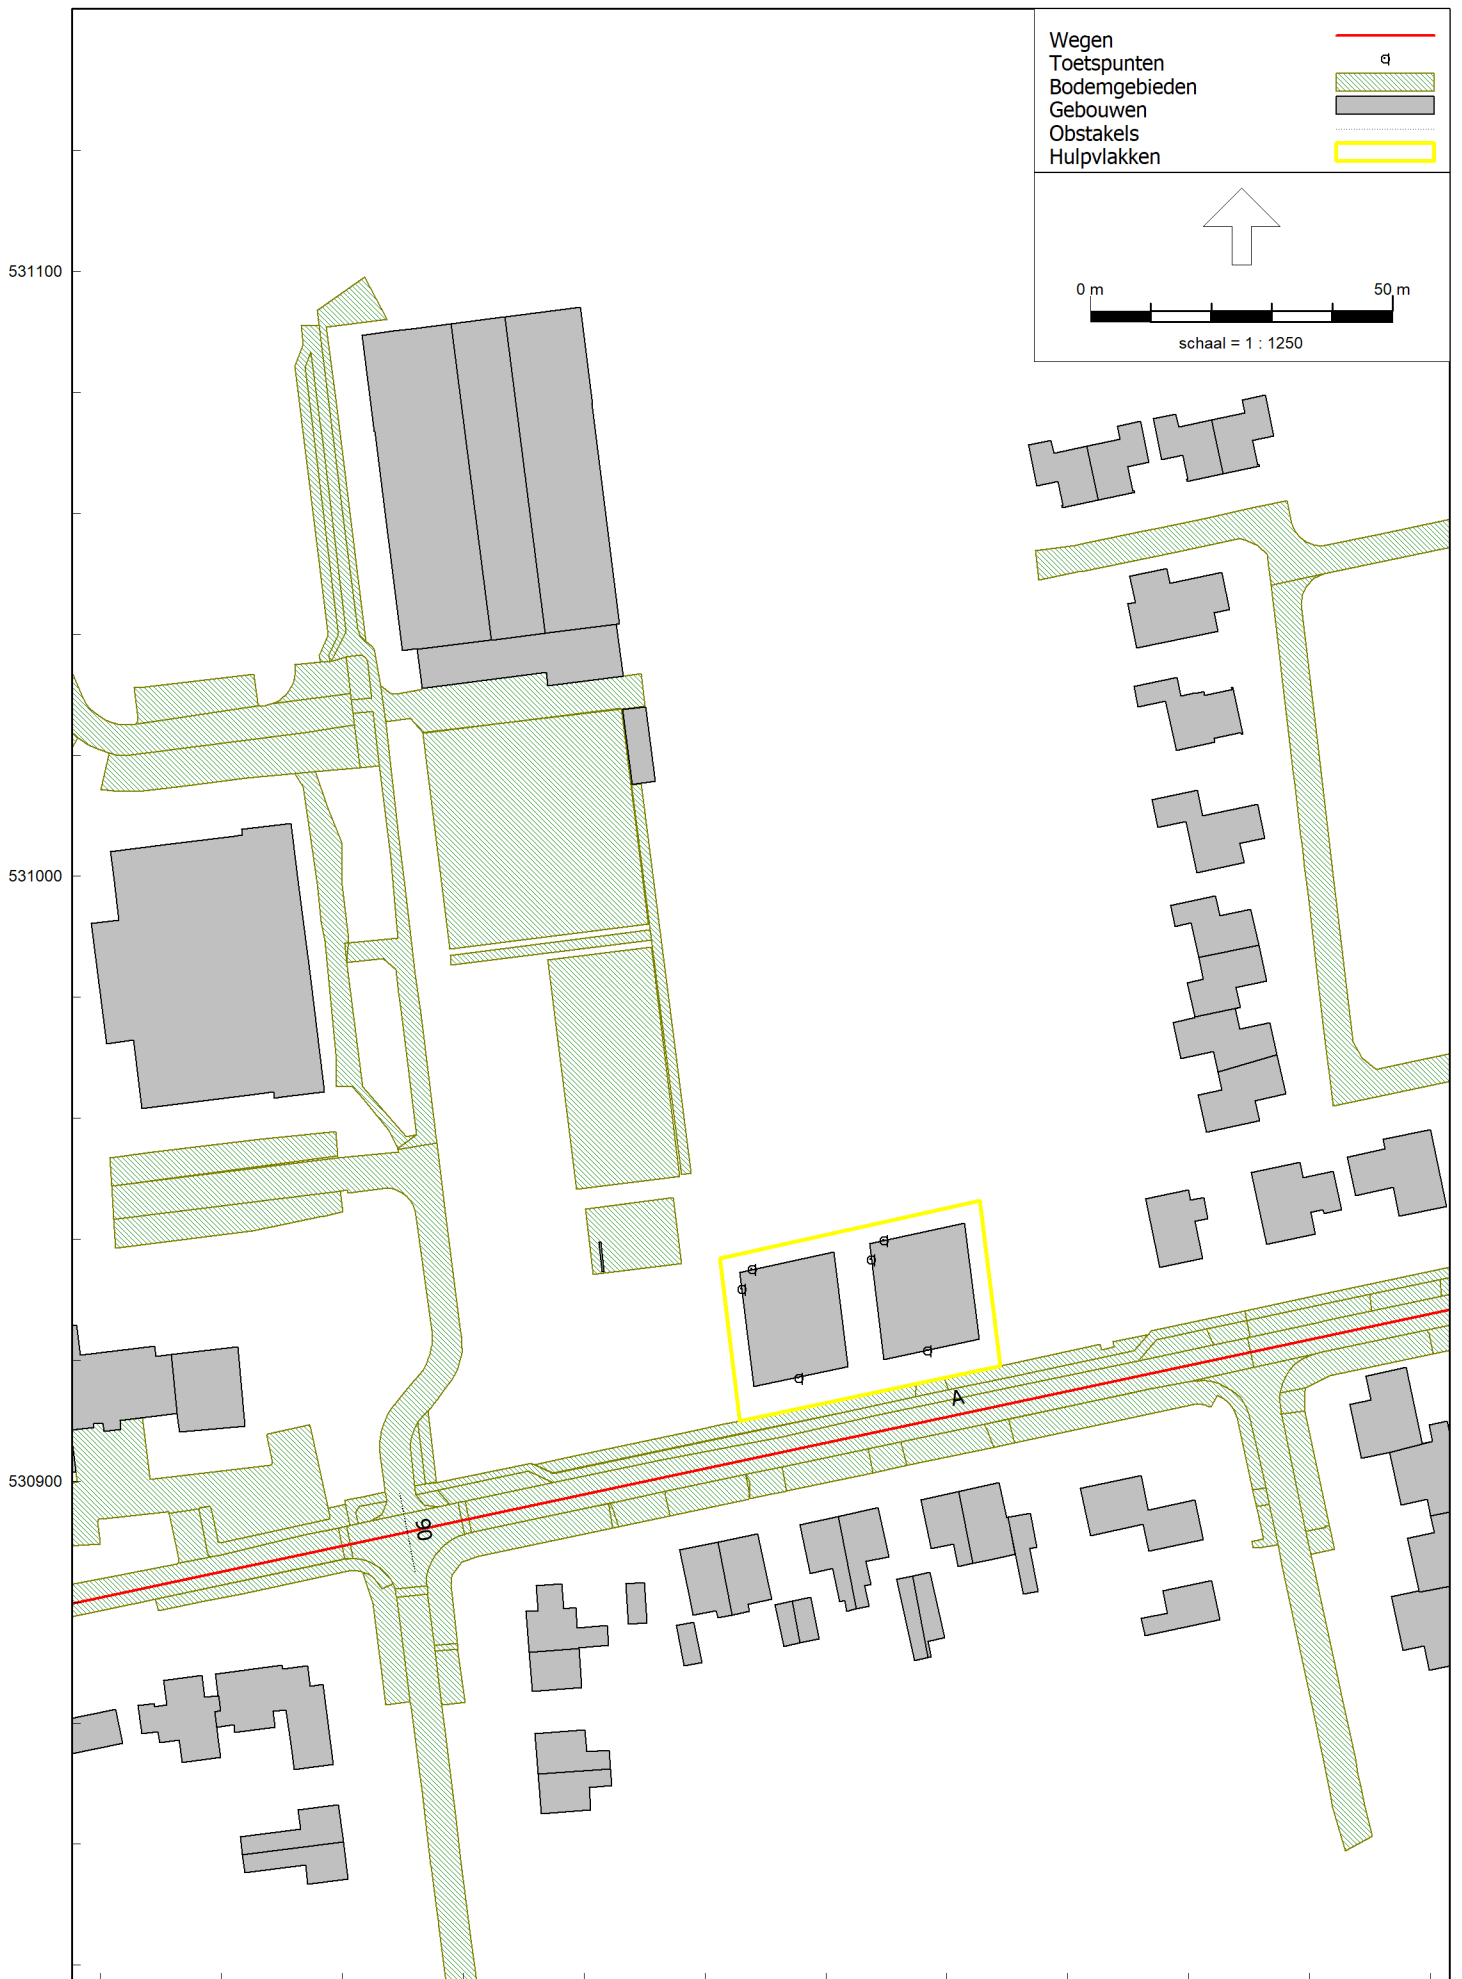 Wegen
Toetspunten
Bodemgebieden
Gebouwen
Obstakels
Hulpvlakken
0 m 50 m
schaal = 1 : 1250
531100
531000
530900
A
90